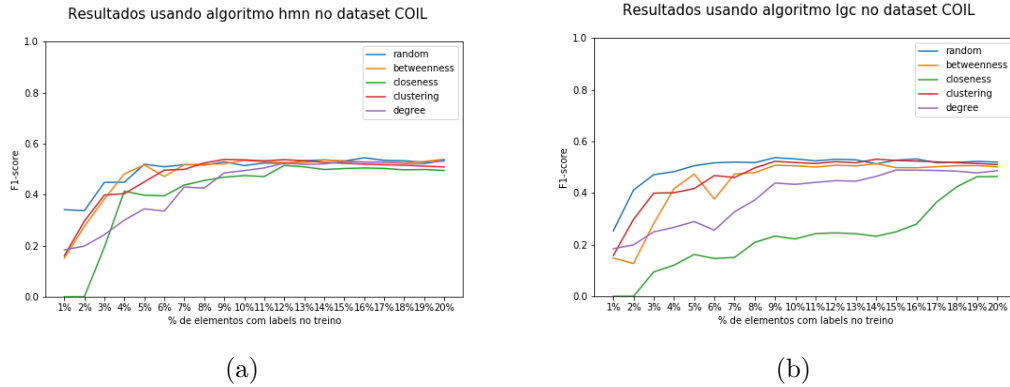 Resultados usando algoritmo hmn no dataset COIL
1.0
0.8
0.6
0.4
0.2
0.0
F1-score
random
betweenness
closeness
clustering
degree
1% 2% 3% 4% 5% 6% 7% 8% 9% 10% 11% 12% 13% 14% 15% 16% 17% 18% 19% 20%
% de elementos com labels no treino
(a)
Resultados usando algoritmo lgc no dataset COIL
1.0
0.8
0.6
0.4
0.2
0.0
F1-score
random
betweenness
closeness
clustering
degree
1% 2% 3% 4% 5% 6% 7% 8% 9% 10% 11% 12% 13% 14% 15% 16% 17% 18% 19% 20%
% de elementos com labels no treino
(b)